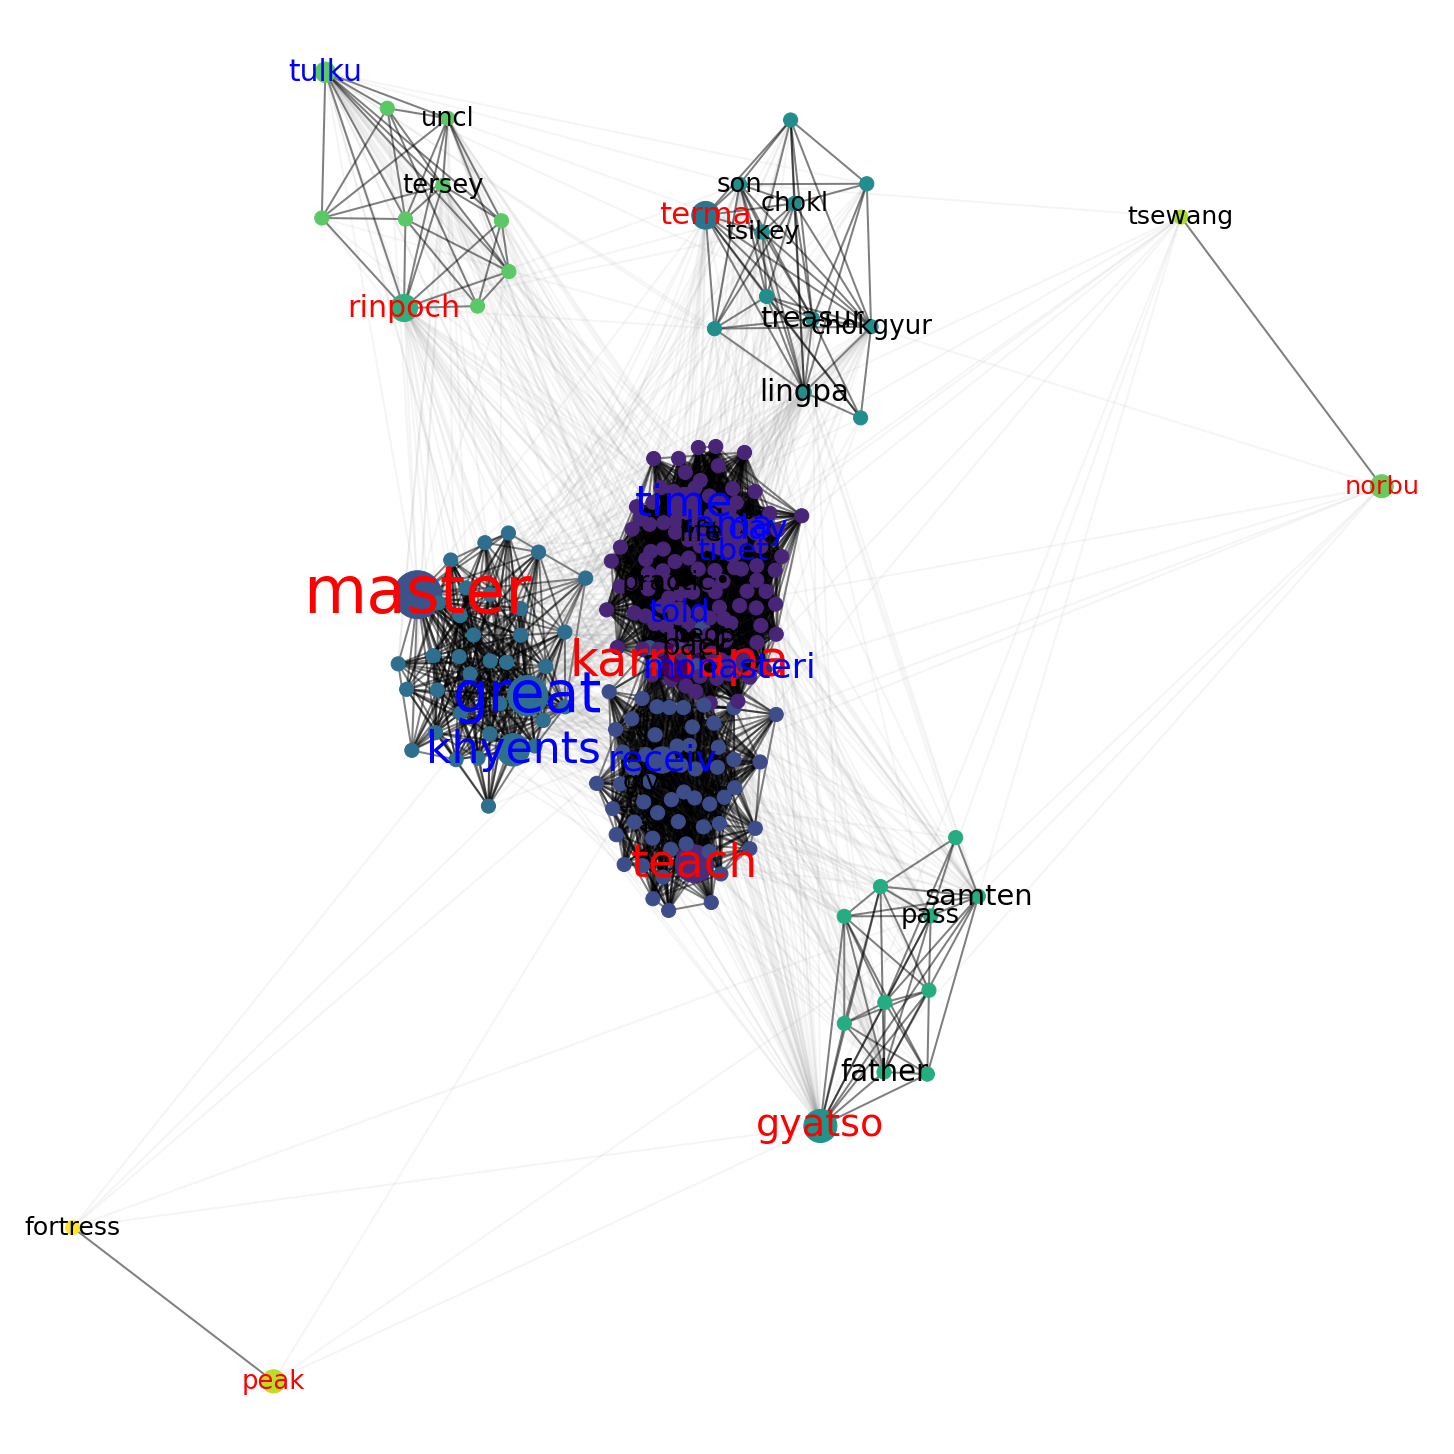 tulku
uncl
tersey
son
chokl
terma
tsikey
tsewang
rinpoch
treasur
chokgyur
lingpa
norbu
time
life
day
tibet
practic
master
told
back
karmapa
monasteri
great
khyents
receiv
teach
samten
pass
father
gyatso
fortress
peak